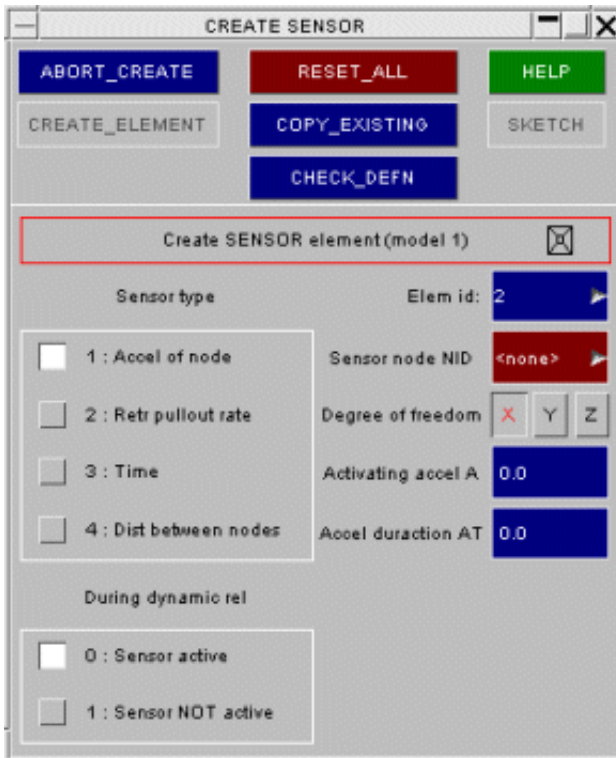 CREATE SENSOR
ABORT_CREATE RESET_ALL HELP
CREATE_ELEMENT COPY_EXISTING SKETCH
CHECK_DEFN
Create SENSOR element (model 1)
Sensor type Elem id: 2
1 : Accel of node Sensor node NID <none>
2 : Retr pullout rate Degree of freedom X Y Z
3 : Time Activating accel A 0.0
4 : Dist between nodes Accel duraction AT 0.0
During dynamic rel
0 : Sensor active
1 : Sensor NOT active